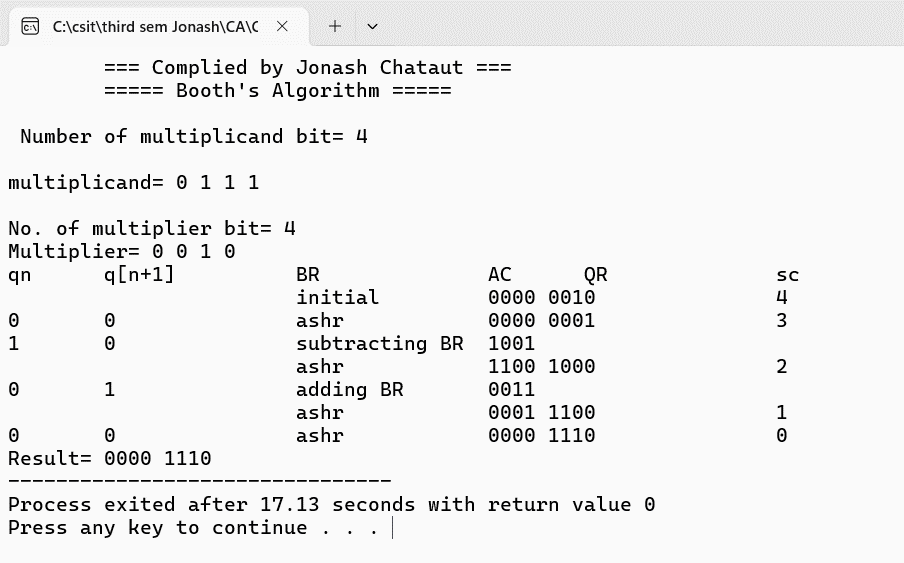 C:\csit\third sem Jonash\CA\C
=== Complied by Jonash Chataut ===
===== Booth's Algorithm =====
Number of multiplicand bit= 4
multiplicand= 0 1 1 1
No. of multiplier bit= 4
Multiplier= 0 0 1 0
qn q[n+1] BR AC QR sc
initial 0000 0010 4
0 0 ashr 0000 0001 3
1 0 subtracting BR 1001
ashr 1100 1000 2
0 1 adding BR 0011
ashr 0001 1100 1
0 0 ashr 0000 1110 0
Result= 0000 1110
--------------------------------
Process exited after 17.13 seconds with return value 0
Press any key to continue . . .